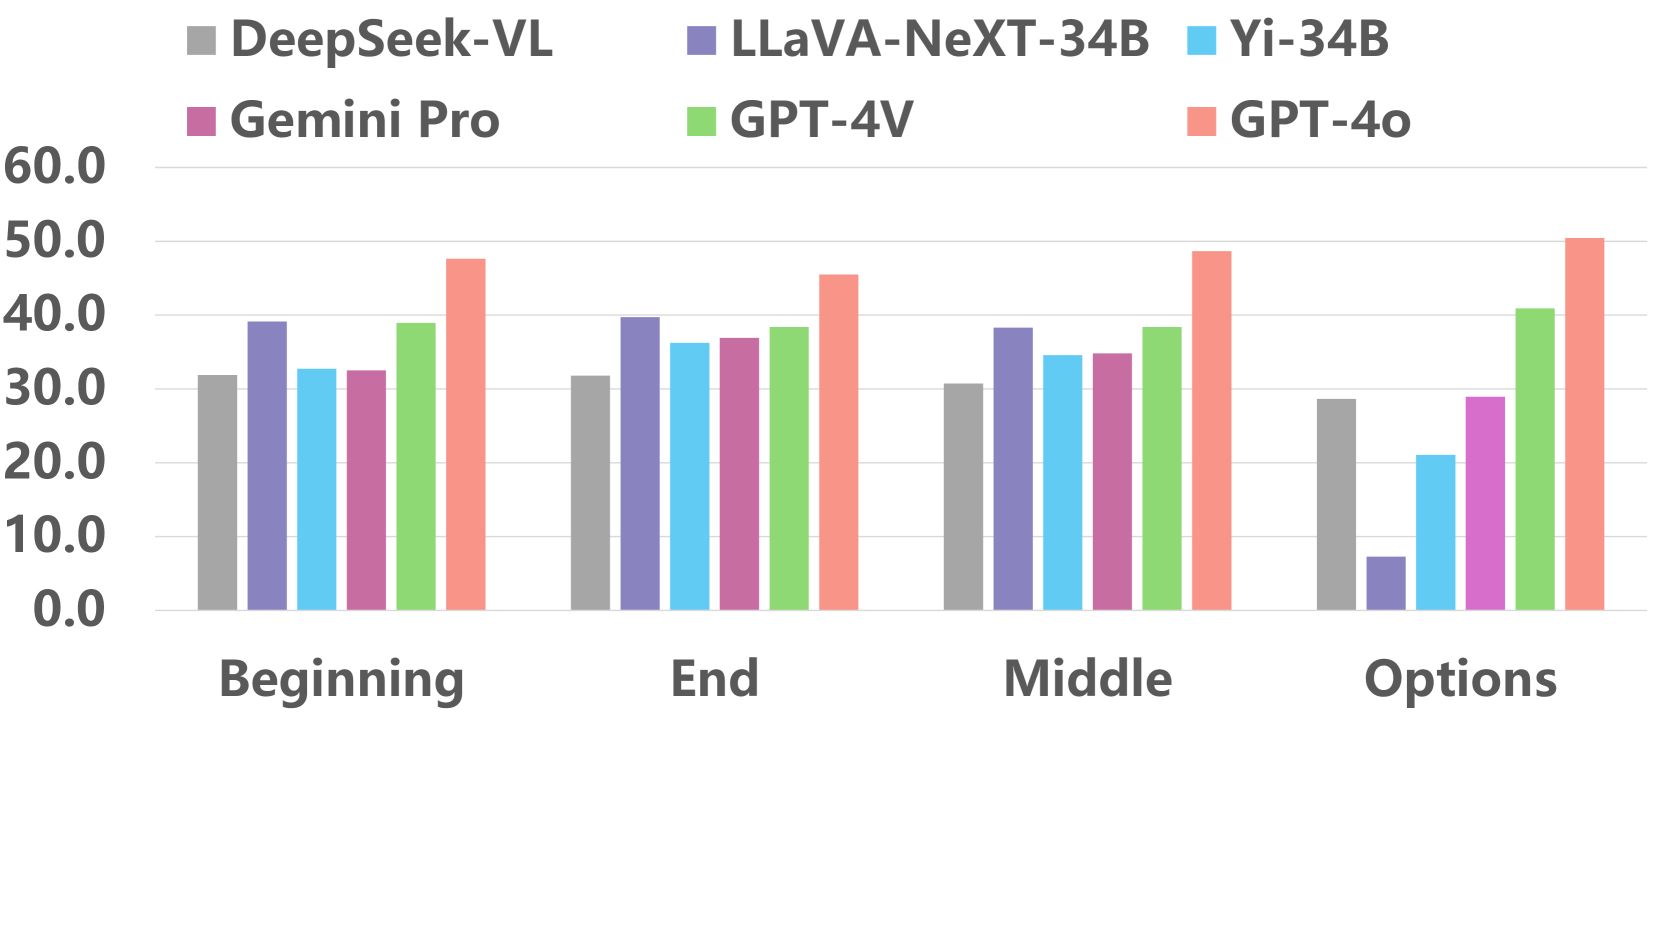 DeepSeek-VL LLaVA-NeXT-34B Yi-34B
Gemini Pro GPT-4V GPT-4o
60.0
50.0
40.0
30.0
20.0
10.0
0.0
Beginning End Middle Options